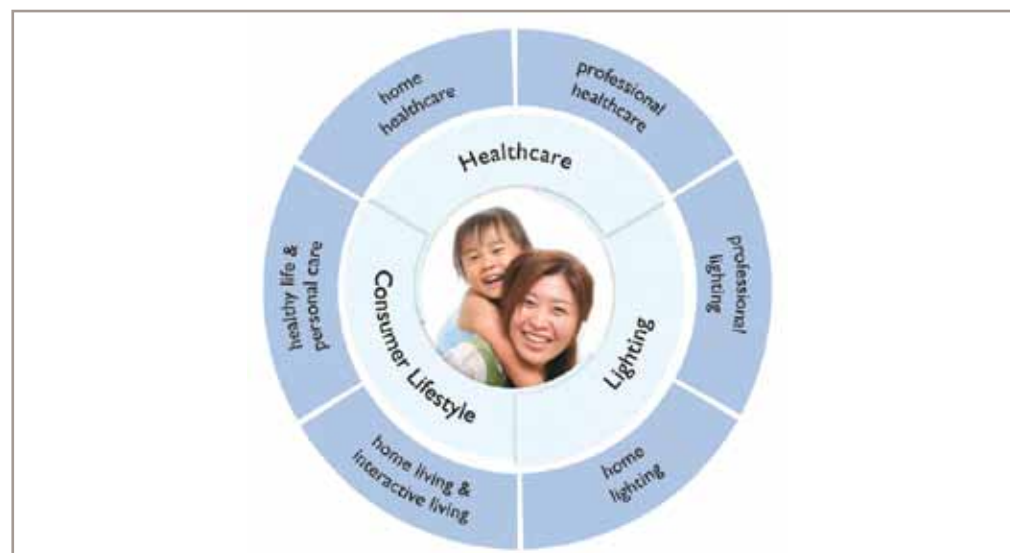 home
healthcare
professional
healthcare
Healthcare
healthy life &
personal care
professional
lighting
Consumer Lifestyle
Lighting
home living &
interactive living
home
lighting